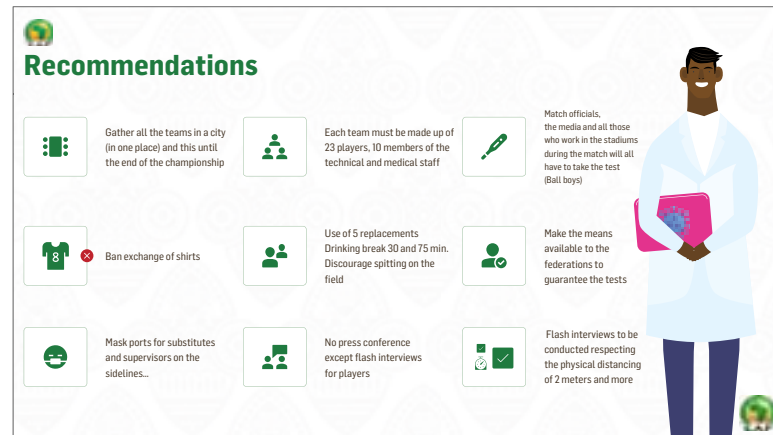 Recommendations
Gather all the teams in a city
(in one place) and this until
the end of the championship
Each team must be made up of
23 players, 10 members of the
technical and medical staff
Match officials,
the media and all those
who work in the stadiums
during the match will all
have to take the test
(Ball boys)
8
Ban exchange of shirts
Use of 5 replacements
Drinking break 30 and 75 min.
Discourage spitting on the
field
Make the means
available to the
federations to
guarantee the tests
Mask ports for substitutes
and supervisors on the
sidelines...
No press conference
except flash interviews
for players
Flash interviews to be
conducted respecting
the physical distancing
of 2 meters and more